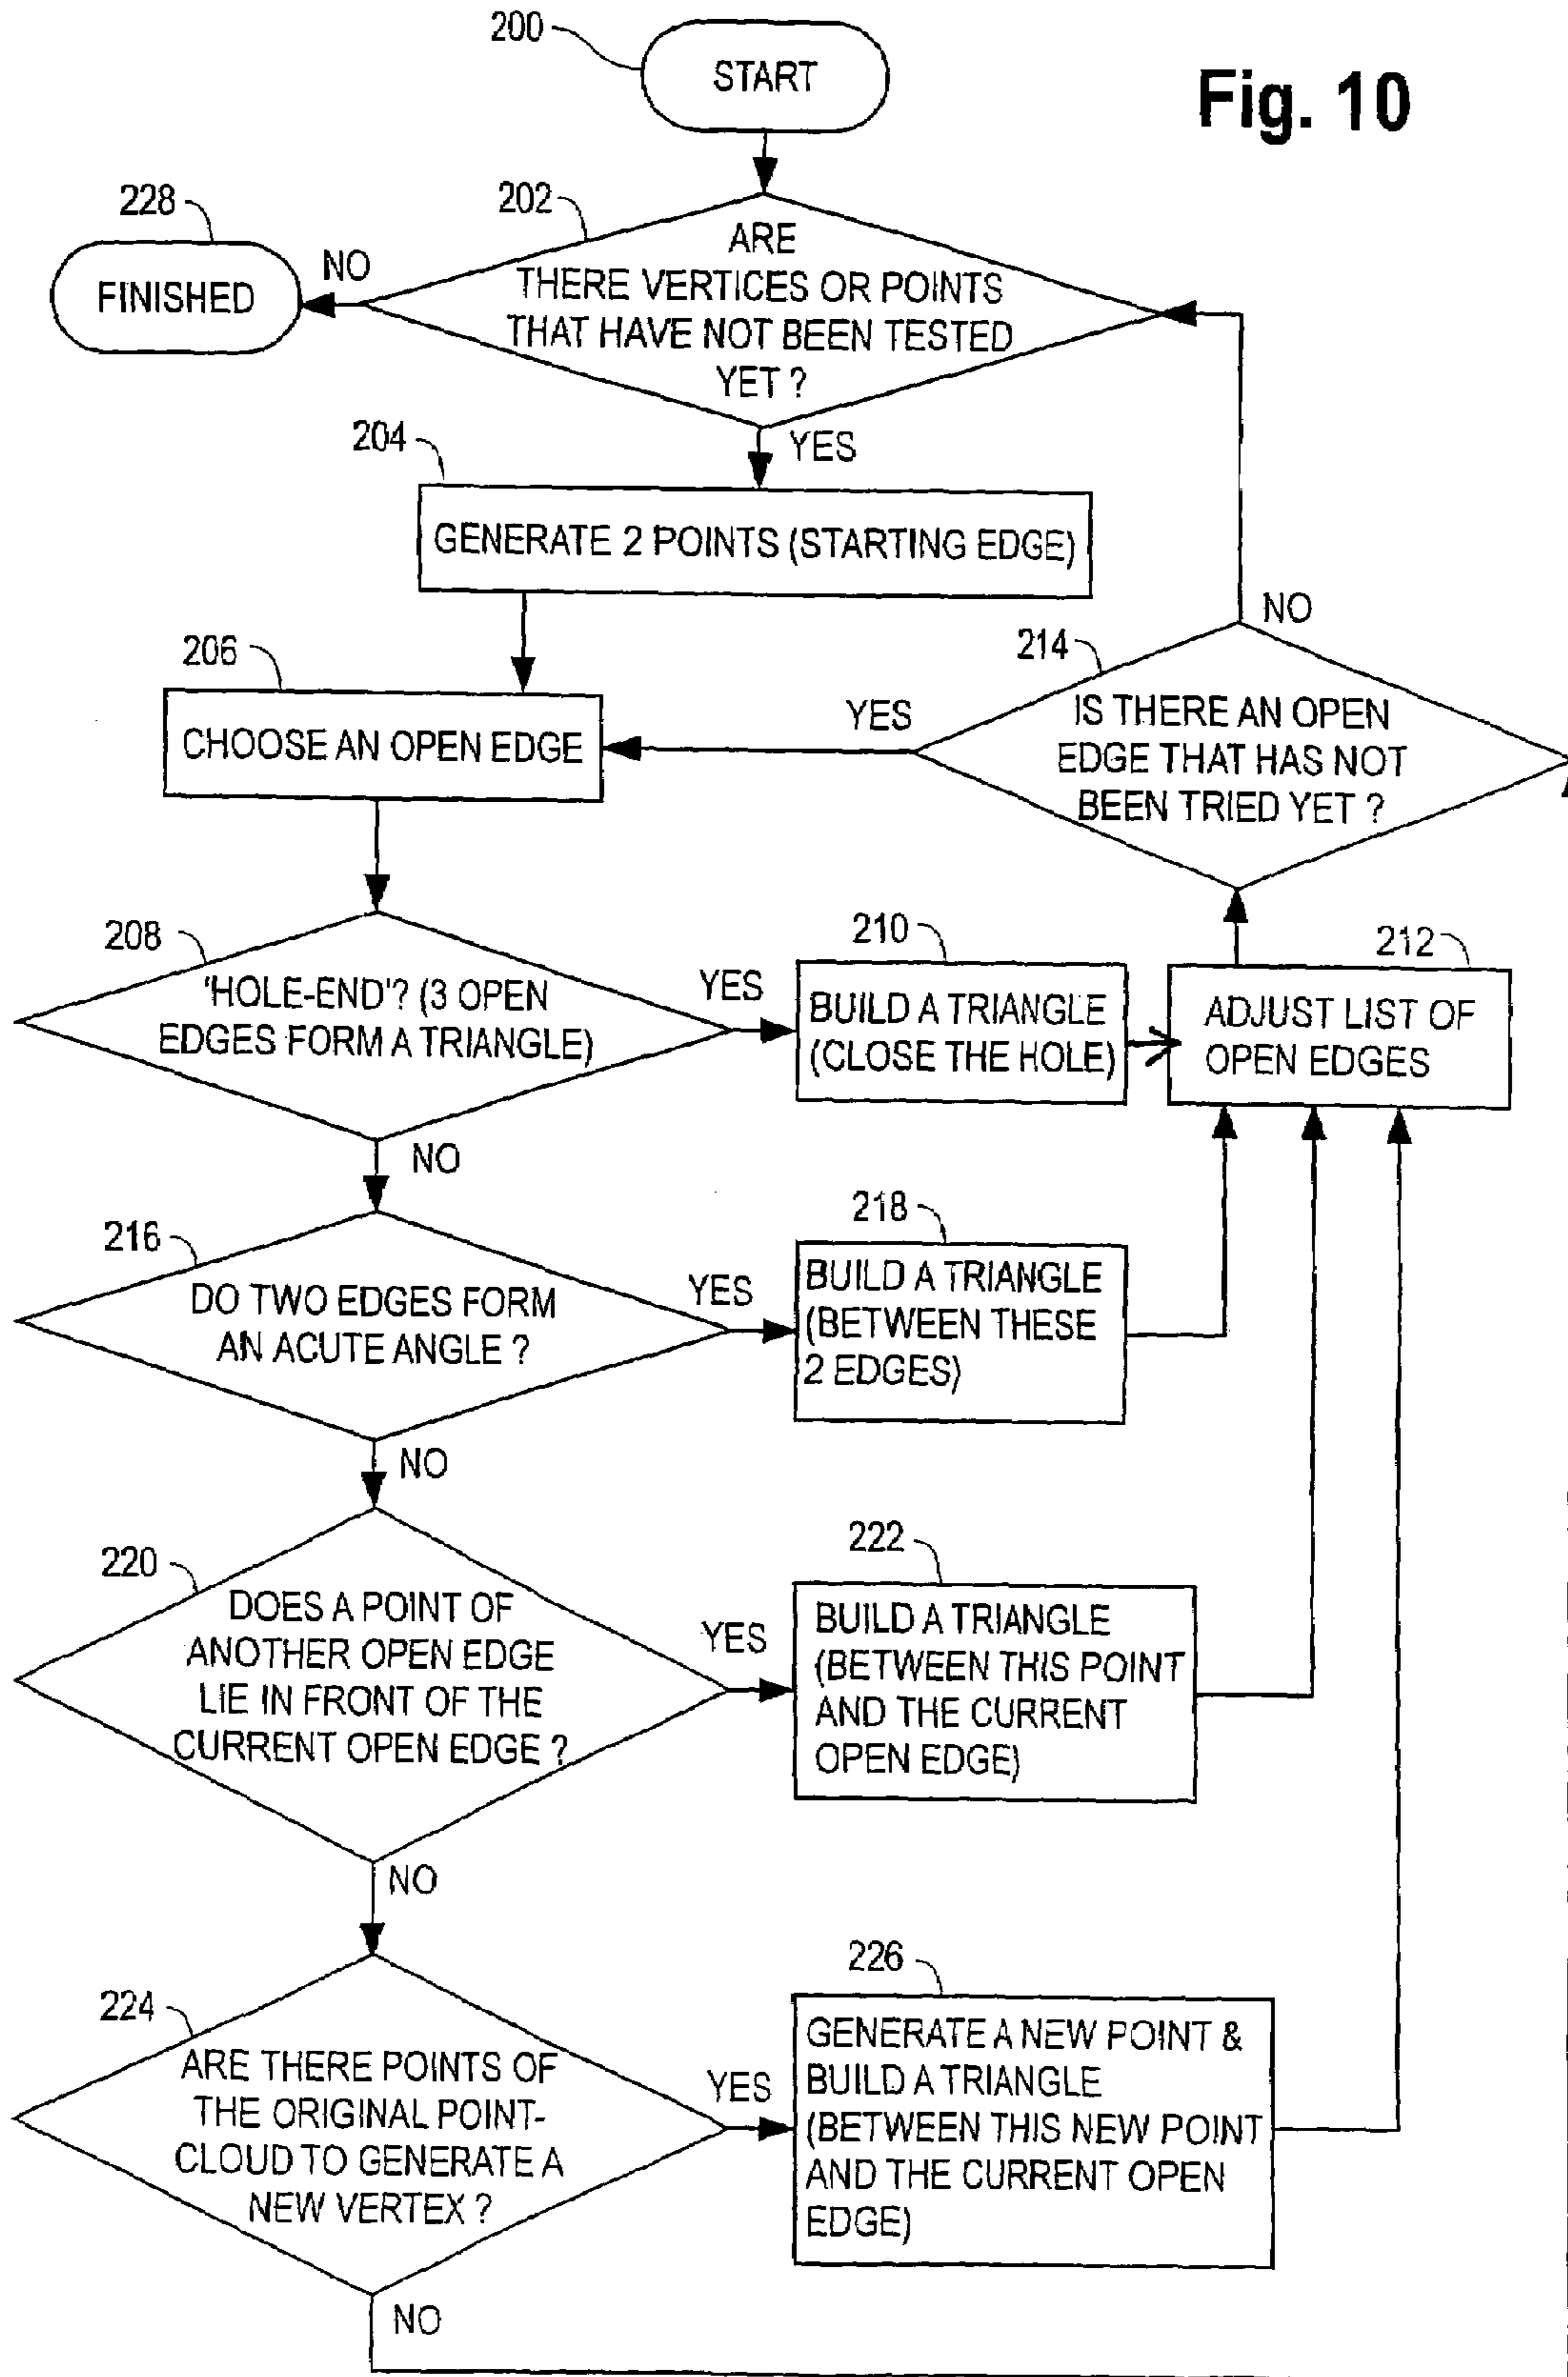 200
START
Fig. 10
228
202
FINISHED
NO
ARE
THERE VERTICES OR POINTS
THAT HAVE NOT BEEN TESTED
YET ?
204
YES
GENERATE 2 POINTS (STARTING EDGE)
NO
206
214
CHOOSE AN OPEN EDGE
YES
IS THERE AN OPEN
EDGE THAT HAS NOT
BEEN TRIED YET ?
208
'HOLE-END'? (3 OPEN
EDGES FORM A TRIANGLE)
YES
210
BUILD A TRIANGLE
(CLOSE THE HOLE)
212
ADJUST LIST OF
OPEN EDGES
NO
216
DO TWO EDGES FORM
AN ACUTE ANGLE ?
YES
218
BUILD A TRIANGLE
(BETWEEN THESE
2 EDGES)
NO
220
DOES A POINT OF
ANOTHER OPEN EDGE
LIE IN FRONT OF THE
CURRENT OPEN EDGE ?
YES
222
BUILD A TRIANGLE
(BETWEEN THIS POINT
AND THE CURRENT
OPEN EDGE)
NO
224
ARE THERE POINTS OF
THE ORIGINAL POINT-
CLOUD TO GENERATE A
NEW VERTEX ?
YES
226
GENERATE A NEW POINT &
BUILD A TRIANGLE
(BETWEEN THIS NEW POINT
AND THE CURRENT OPEN
EDGE)
NO